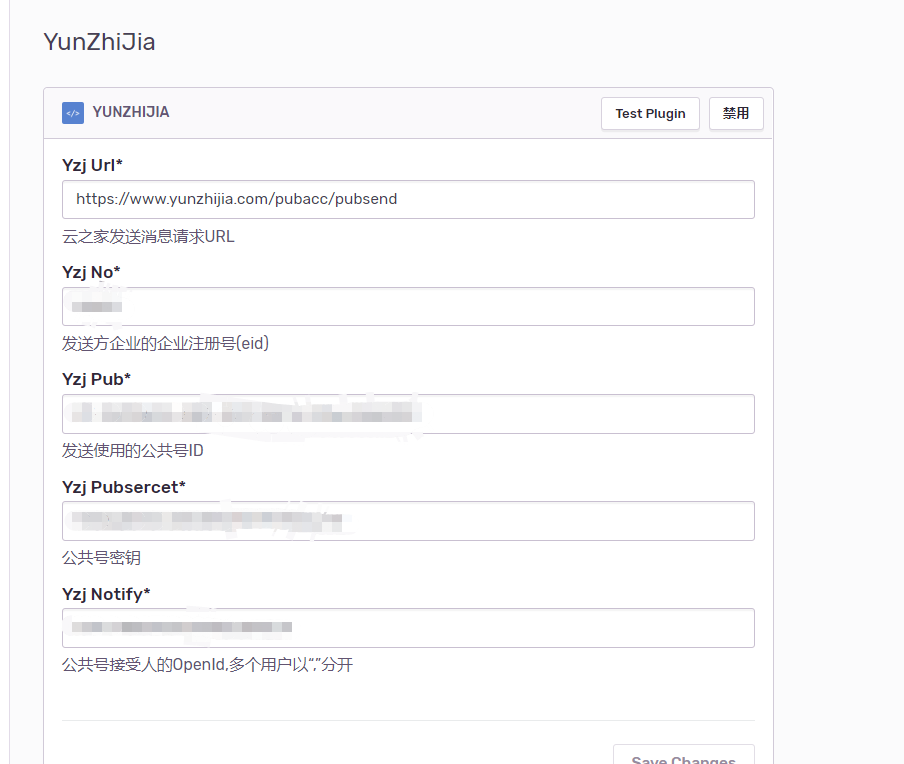 YunZhiJia
YUNZHIJIA
Test Plugin
禁用
Yzj Url*
https://www.yunzhijia.com/pubacc/pubsend
云之家发送消息请求URL
Yzj No*
发送方企业的企业注册号(eid)
Yzj Pub*
发送使用的公共号ID
Yzj Pubsercet*
公共号密钥
Yzj Notify*
公共号接受人的OpenId,多个用户以“,”分开
Save Changes